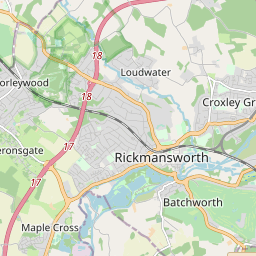 18
Loudwater
orleywood
18
Croxley Gr
eronsgate
Rickmansworth
17
17
Batchworth
Maple Cross